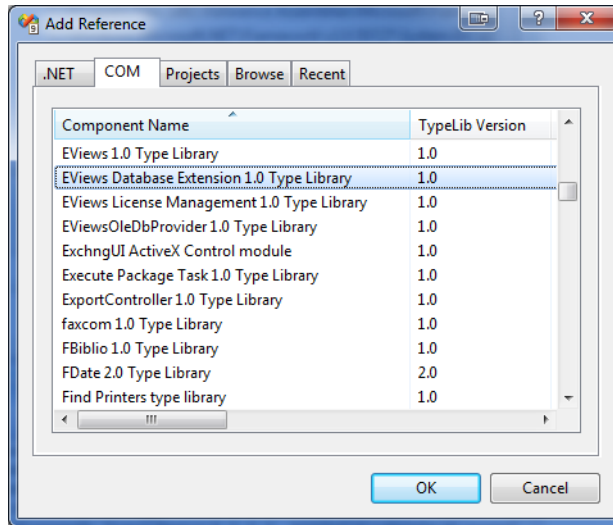 Add Reference
.NET COM Projects Browse Recent
Component Name TypeLib Version
EViews 1.0 Type Library 1.0
EViews Database Extension 1.0 Type Library 1.0
EViews License Management 1.0 Type Library 1.0
EViewsOleDbProvider 1.0 Type Library 1.0
ExchngUI ActiveX Control module 1.0
Execute Package Task 1.0 Type Library 1.0
ExportController 1.0 Type Library 1.0
faxcom 1.0 Type Library 1.0
FBiblio 1.0 Type Library 1.0
FDate 2.0 Type Library 2.0
Find Printers type library 1.0
OK Cancel